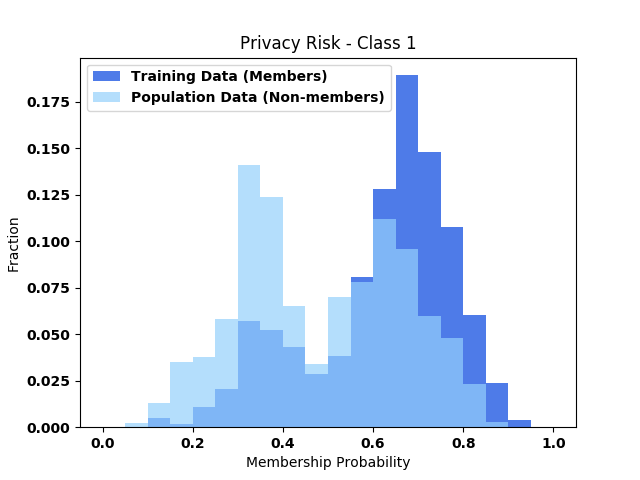 Privacy Risk - Class 1
Training Data (Members)
Population Data (Non-members)
Fraction
0.175
0.150
0.125
0.100
0.075
0.050
0.025
0.000
0.0 0.2 0.4 0.6 0.8 1.0
Membership Probability